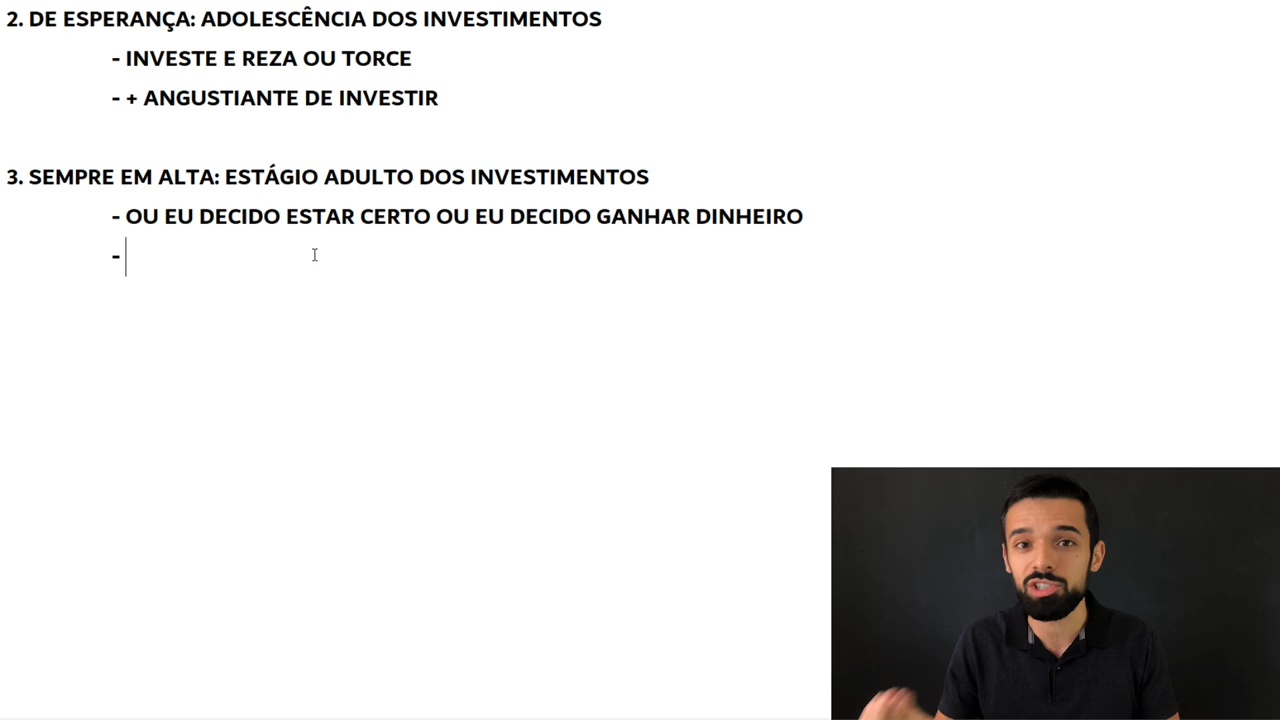 2. DE ESPERANÇA: ADOLESCÊNCIA DOS INVESTIMENTOS
- INVESTE E REZA OU TORCE
- + ANGUSTIANTE DE INVESTIR
3. SEMPRE EM ALTA: ESTÁGIO ADULTO DOS INVESTIMENTOS
- OU EU DECIDO ESTAR CERTO OU EU DECIDO GANHAR DINHEIRO
-